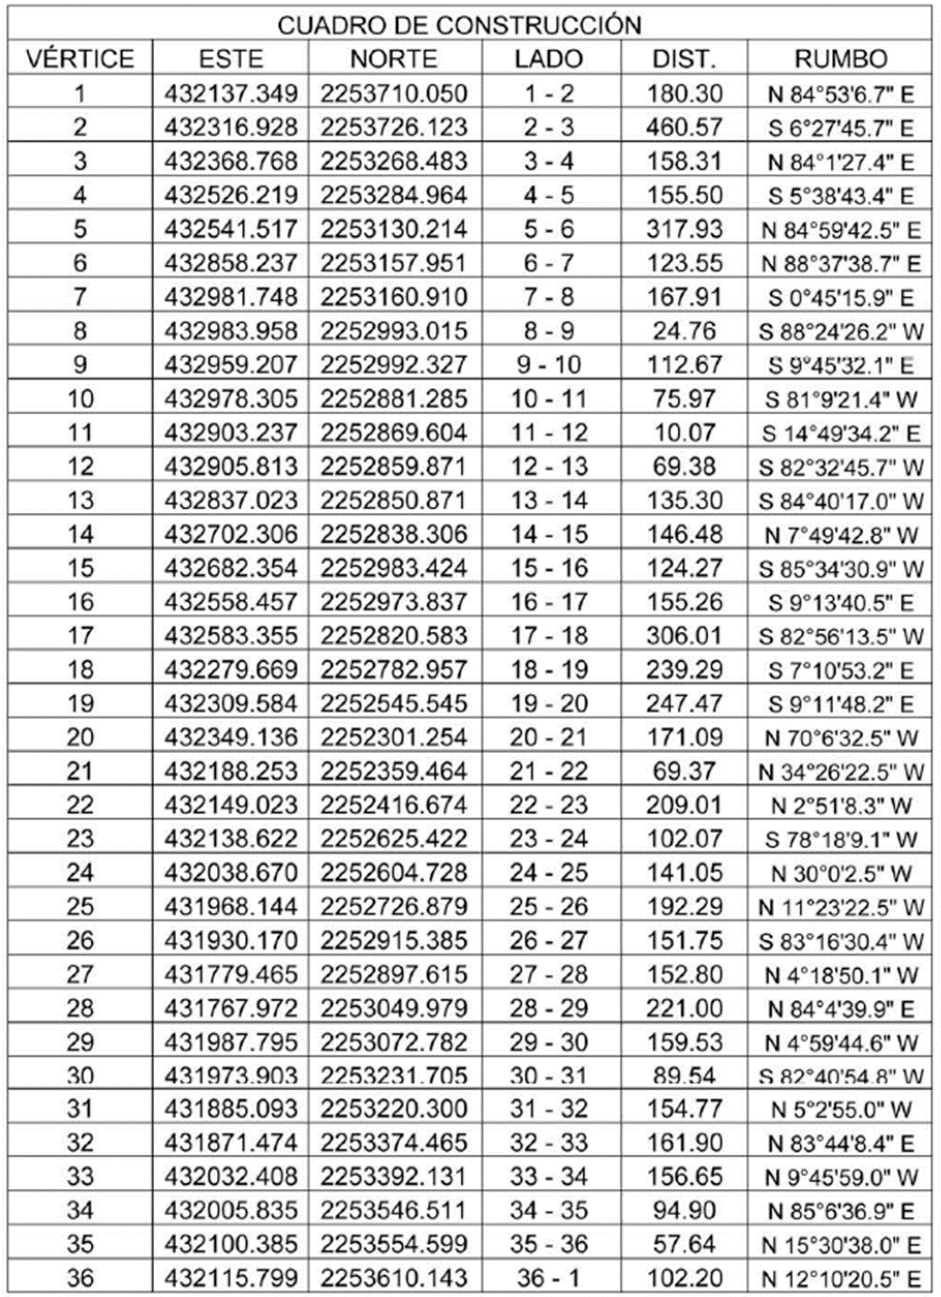 CUADRO DE CONSTRUCCIÓN
VÉRTICE ESTE NORTE LADO DIST. RUMBO
1 432137.349 2253710.050 1 - 2 180.30 N 84°53'6.7" E
2 432316.928 2253726.123 2 - 3 460.57 S 6°27'45.7" E
3 432368.768 2253268.483 3 - 4 158.31 N 84°1'27.4" E
4 432526.219 2253284.964 4 - 5 155.50 S 5°38'43.4" E
5 432541.517 2253130.214 5 - 6 317.93 N 84°59'42.5" E
6 432858.237 2253157.951 6 - 7 123.55 N 88°37'38.7" E
7 432981.748 2253160.910 7 - 8 167.91 S 0°45'15.9" E
8 432983.958 2252993.015 8 - 9 24.76 S 88°24'26.2" W
9 432959.207 2252992.327 9 - 10 112.67 S 9°45'32.1" E
10 432978.305 2252881.285 10 - 11 75.97 S 81°9'21.4" W
11 432903.237 2252869.604 11 - 12 10.07 S 14°49'34.2" E
12 432905.813 2252859.871 12 - 13 69.38 S 82°32'45.7" W
13 432837.023 2252850.871 13 - 14 135.30 S 84°40'17.0" W
14 432702.306 2252838.306 14 - 15 146.48 N 7°49'42.8" W
15 432682.354 2252983.424 15 - 16 124.27 S 85°34'30.9" W
16 432558.457 2252973.837 16 - 17 155.26 S 9°13'40.5" E
17 432583.355 2252820.583 17 - 18 306.01 S 82°56'13.5" W
18 432279.669 2252782.957 18 - 19 239.29 S 7°10'53.2" E
19 432309.584 2252545.545 19 - 20 247.47 S 9°11'48.2" E
20 432349.136 2252301.254 20 - 21 171.09 N 70°6'32.5" W
21 432188.253 2252359.464 21 - 22 69.37 N 34°26'22.5" W
22 432149.023 2252416.674 22 - 23 209.01 N 2°51'8.3" W
23 432138.622 2252625.422 23 - 24 102.07 S 78°18'9.1" W
24 432038.670 2252604.728 24 - 25 141.05 N 30°0'2.5" W
25 431968.144 2252726.879 25 - 26 192.29 N 11°23'22.5" W
26 431930.170 2252915.385 26 - 27 151.75 S 83°16'30.4" W
27 431779.465 2252897.615 27 - 28 152.80 N 4°18'50.1" W
28 431767.972 2253049.979 28 - 29 221.00 N 84°4'39.9" E
29 431987.795 2253072.782 29 - 30 159.53 N 4°59'44.6" W
30 431973.903 2253231.705 30 - 31 89.54 S 82°40'54.8" W
31 431885.093 2253220.300 31 - 32 154.77 N 5°2'55.0" W
32 431871.474 2253374.465 32 - 33 161.90 N 83°44'8.4" E
33 432032.408 2253392.131 33 - 34 156.65 N 9°45'59.0" W
34 432005.835 2253546.511 34 - 35 94.90 N 85°6'36.9" E
35 432100.385 2253554.599 35 - 36 57.64 N 15°30'38.0" E
36 432115.799 2253610.143 36 - 1 102.20 N 12°10'20.5" E